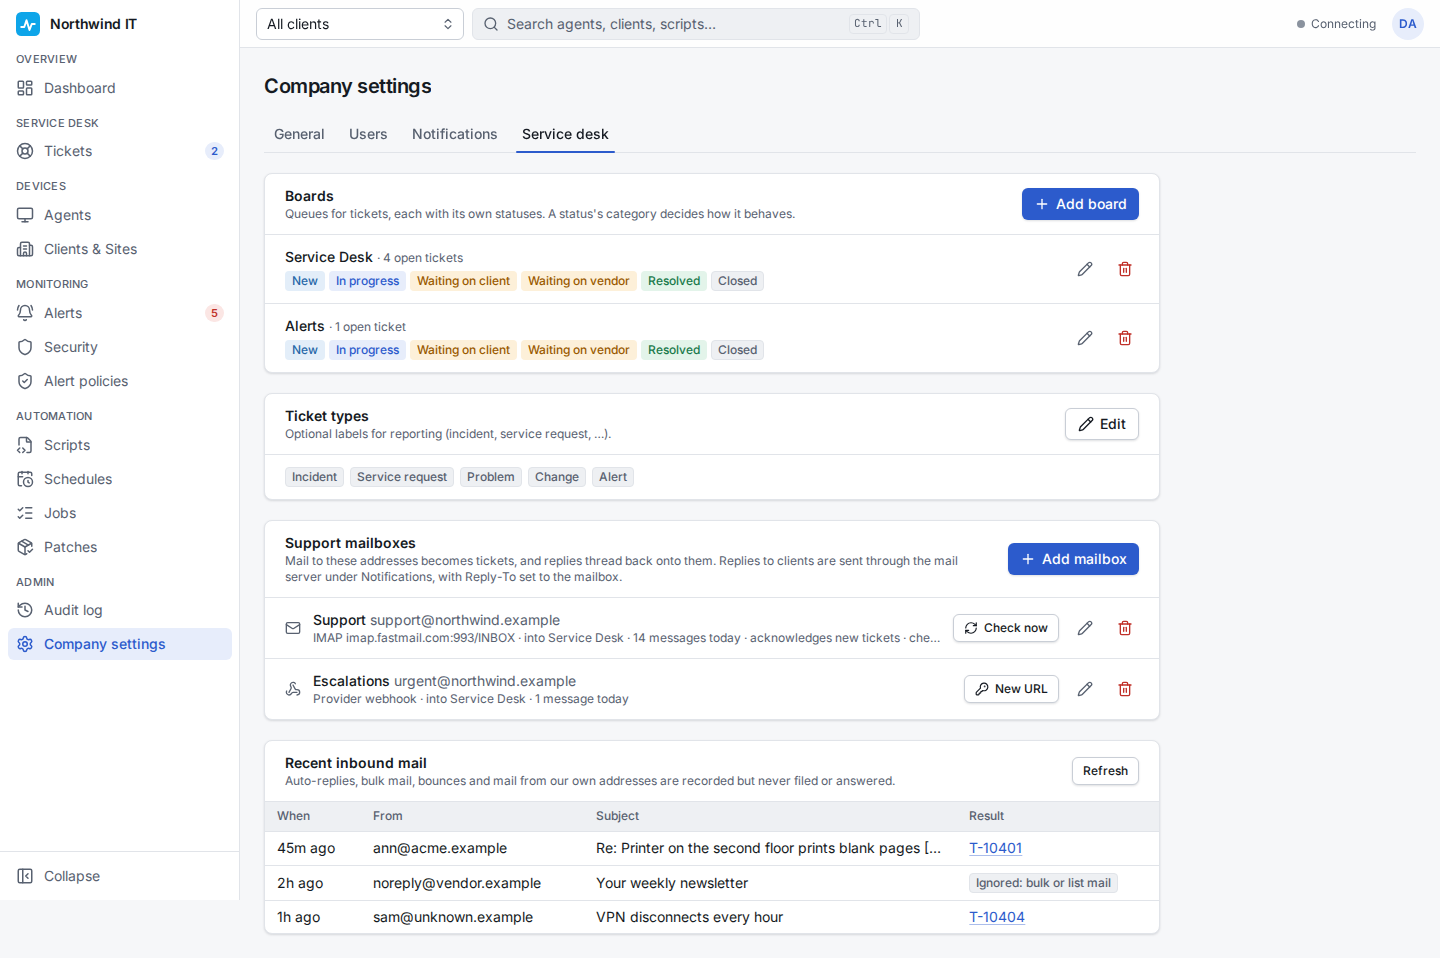 Northwind IT
OVERVIEW
Dashboard
SERVICE DESK
Tickets 2
DEVICES
Agents
Clients & Sites
MONITORING
Alerts 5
Security
Alert policies
AUTOMATION
Scripts
Schedules
Jobs
Patches
ADMIN
Audit log
Company settings
Collapse
All clients
Search agents, clients, scripts... Ctrl K
Connecting DA
Company settings
General Users Notifications Service desk
Boards
Queues for tickets, each with its own statuses. A status's category decides how it behaves.
Add board
Service Desk · 4 open tickets
New In progress Waiting on client Waiting on vendor Resolved Closed
Alerts · 1 open ticket
New In progress Waiting on client Waiting on vendor Resolved Closed
Ticket types
Optional labels for reporting (incident, service request, ...).
Edit
Incident Service request Problem Change Alert
Support mailboxes
Mail to these addresses becomes tickets, and replies thread back onto them. Replies to clients are sent through the mail
server under Notifications, with Reply-To set to the mailbox.
Add mailbox
Support support@northwind.example
IMAP imap.fastmail.com:993/INBOX · into Service Desk · 14 messages today · acknowledges new tickets · che...
Check now
Escalations urgent@northwind.example
Provider webhook · into Service Desk · 1 message today
New URL
Recent inbound mail
Auto-replies, bulk mail, bounces and mail from our own addresses are recorded but never filed or answered.
Refresh
When From Subject Result
45m ago ann@acme.example Re: Printer on the second floor prints blank pages [... T-10401
2h ago noreply@vendor.example Your weekly newsletter Ignored: bulk or list mail
1h ago sam@unknown.example VPN disconnects every hour T-10404